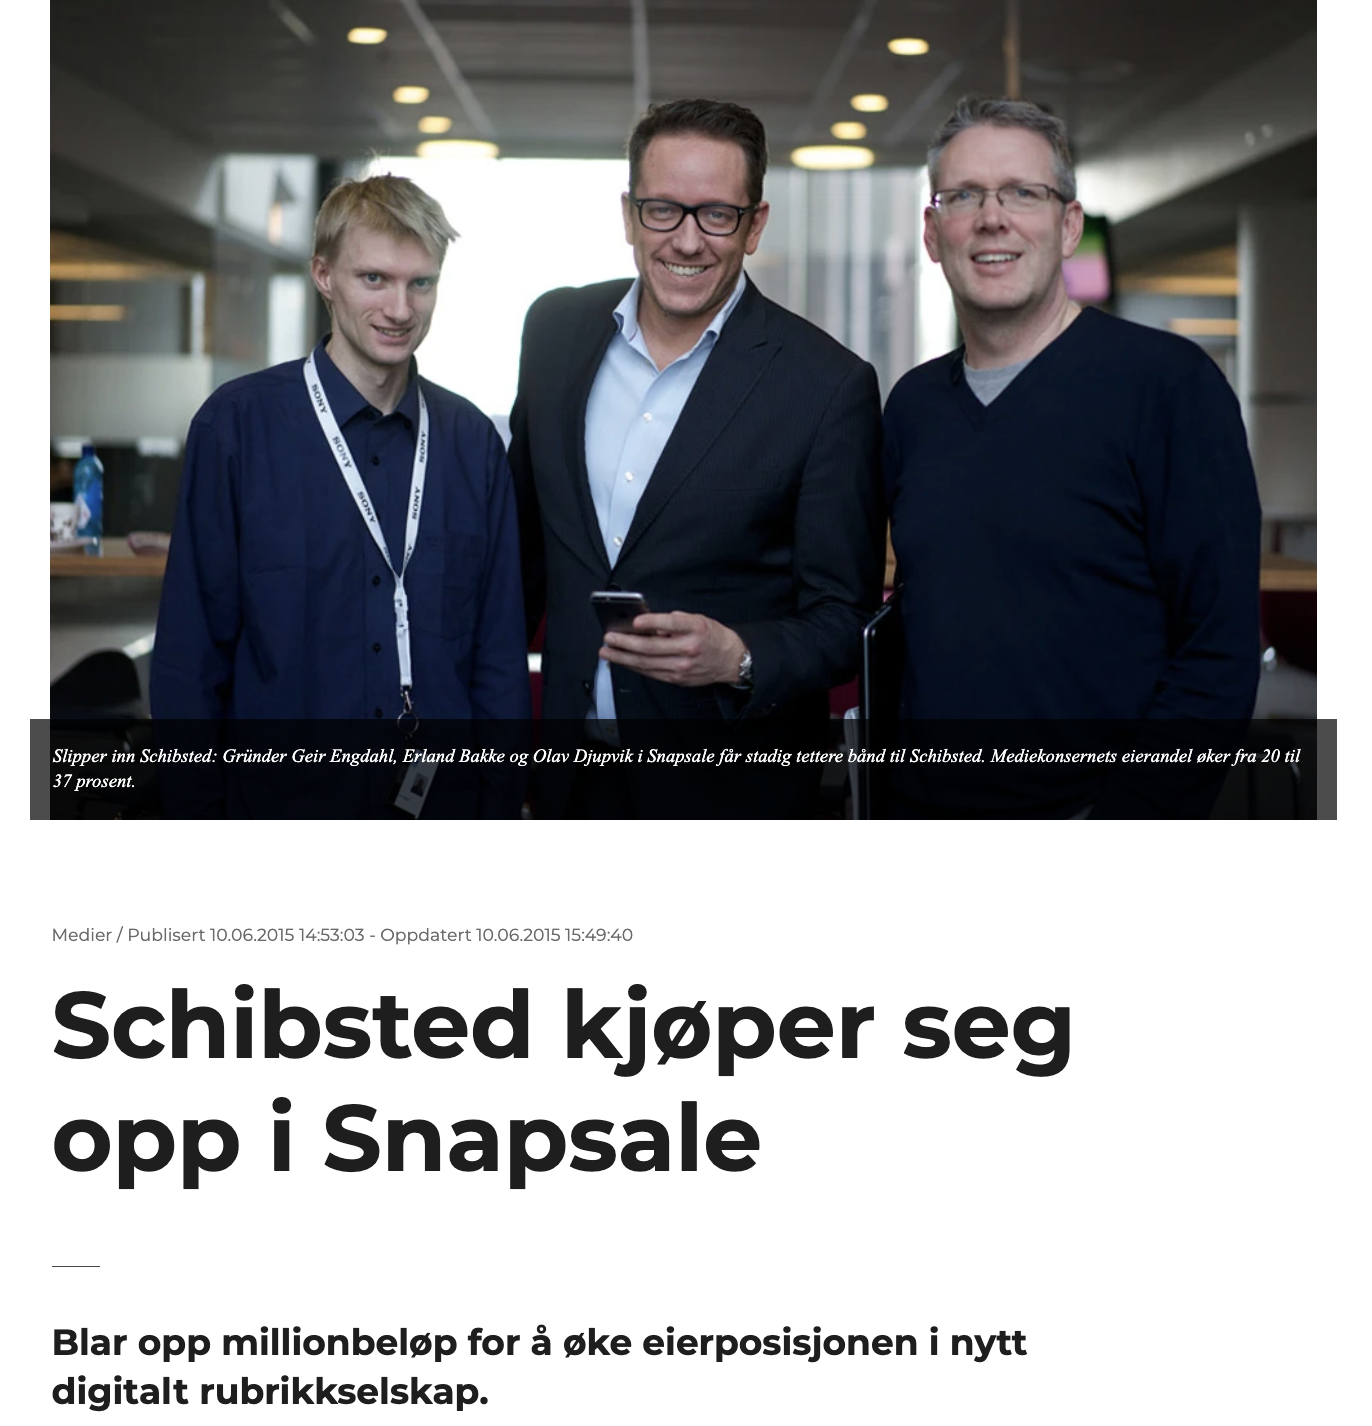 SONY
SONY
SONY
SONY
SONY
Slipper inn Schibsted: Gründer Geir Engdahl, Erland Bakke og Olav Djupvik i Snapsale får stadig tettere bånd til Schibsted. Mediekonsernets eierandel øker fra 20 til
37 prosent.
Medier / Publisert 10.06.2015 14:53:03 - Oppdatert 10.06.2015 15:49:40
Schibsted kjøper seg
opp i Snapsale
Blar opp millionbeløp for å øke eierposisjonen i nytt
digitalt rubrikkselskap.